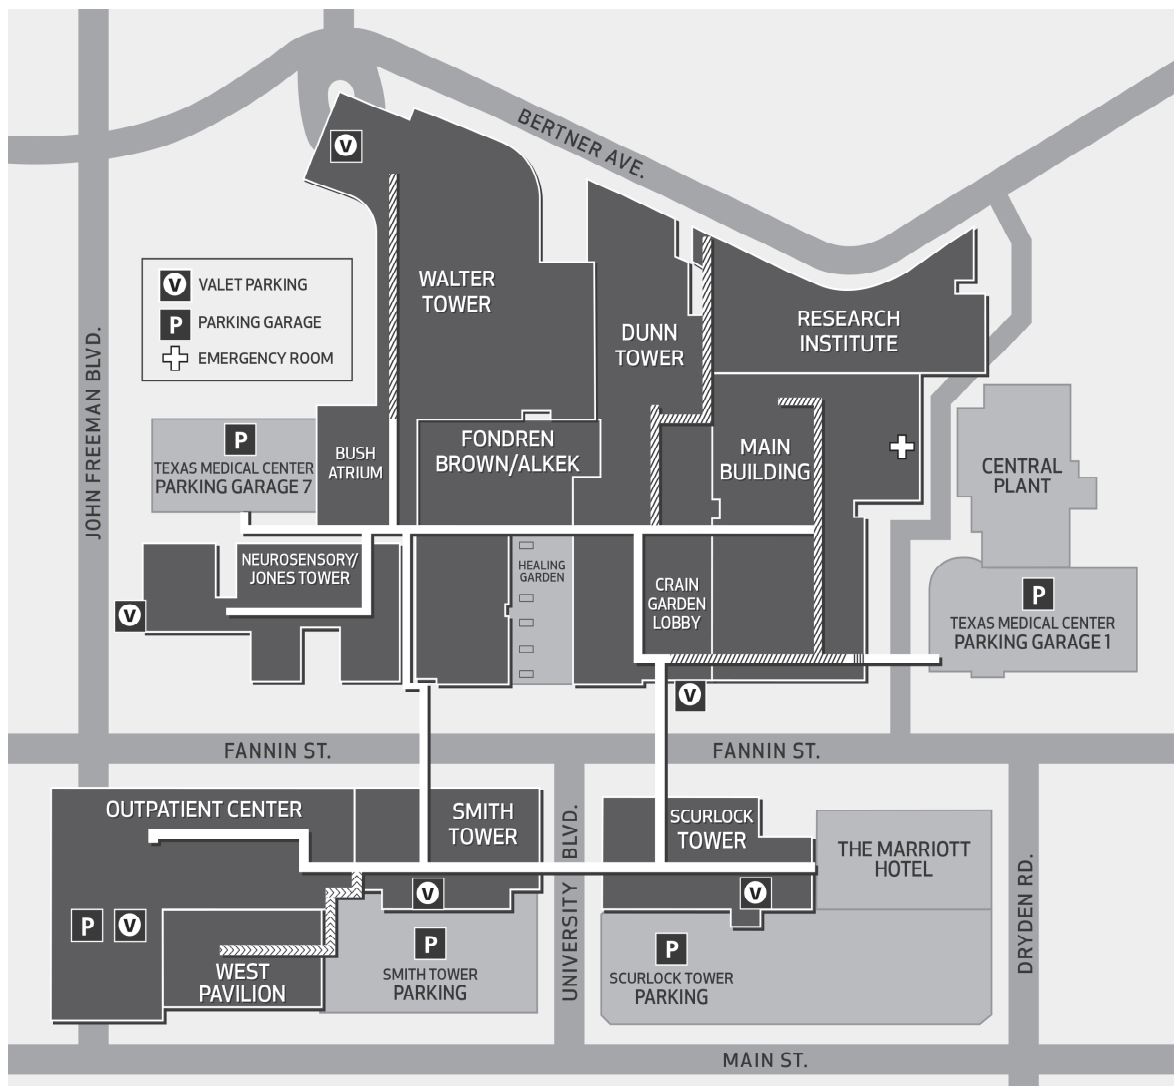 BERTNER AVE.
V
WALTER
TOWER
V VALET PARKING
P PARKING GARAGE
EMERGENCY ROOM
DUNN
TOWER
RESEARCH
INSTITUTE
JOHN FREEMAN BLVD.
P
TEXAS MEDICAL CENTER
PARKING GARAGE 7
BUSH
ATRIUM
FONDREN
BROWN/ALKEK
MAIN
BUILDING
CENTRAL
PLANT
NEUROSENSORY/
JONES TOWER
HEALING
GARDEN
CRAIN
GARDEN
LOBBY
V
P
TEXAS MEDICAL CENTER
PARKING GARAGE 1
V
FANNIN ST.
FANNIN ST.
OUTPATIENT CENTER
SMITH
TOWER
SCURLOCK
TOWER
THE MARRIOTT
HOTEL
UNIVERSITY BLVD.
DRYDEN RD.
V
V
P
V
P
SMITH TOWER
PARKING
P
SCURLOCK TOWER
PARKING
WEST
PAVILION
MAIN ST.